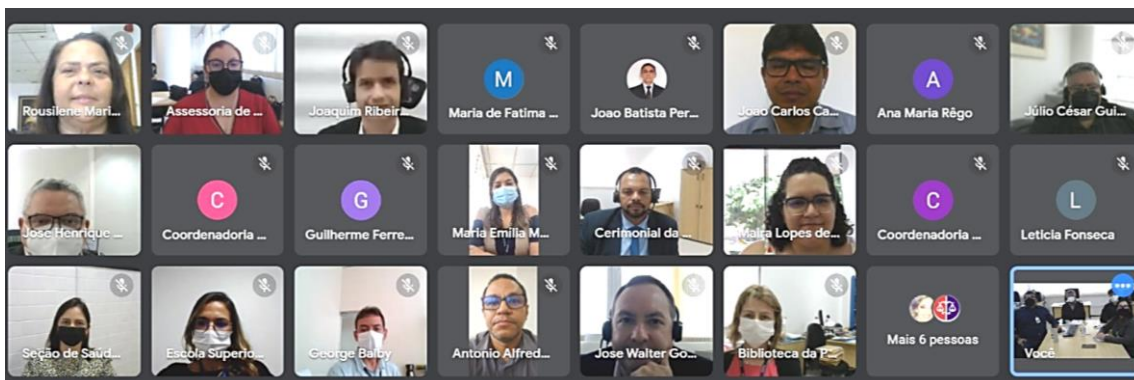 Rousilene Mari...
Assessoria de ...
Joaquim Ribeir...
M
Maria de Fatima ...
Joao Batista Per...
Joao Carlos Ca...
A
Ana Maria Rêgo
Júlio César Gui...
José Henrique ...
C
Coordenadoria ...
G
Guilherme Ferre...
Maria Emília M...
Cerimonial da ...
Maira Lopes de...
C
Coordenadoria ...
L
Leticia Fonseca
Seção de Saúd...
Escola Superio...
George Balby
Antonio Alfred...
Jose Walter Go...
Biblioteca da P...
Mais 6 pessoas
Você